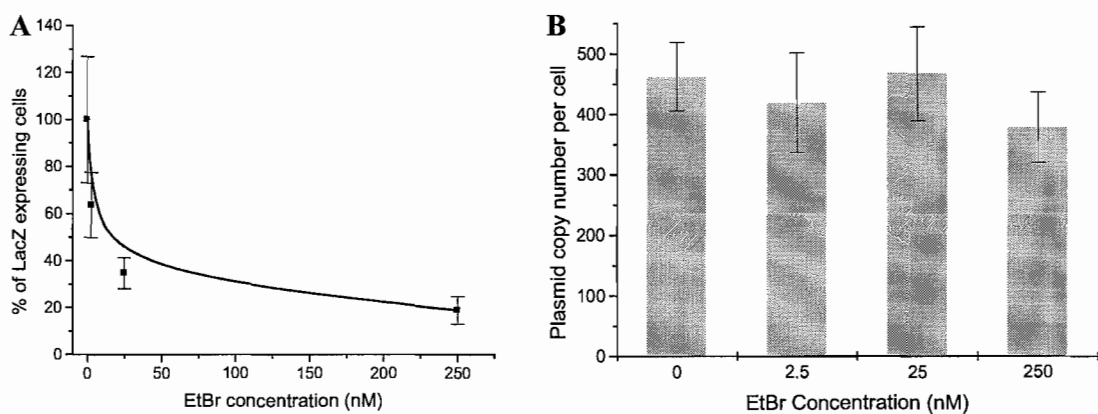 A
140
120
100
80
60
40
20
0
% of LacZ expressing cells
0 50 100 150 200 250
EtBr concentration (nM)
B
500
400
300
200
100
0
Plasmid copy number per cell
0 2.5 25 250
EtBr Concentration (nM)